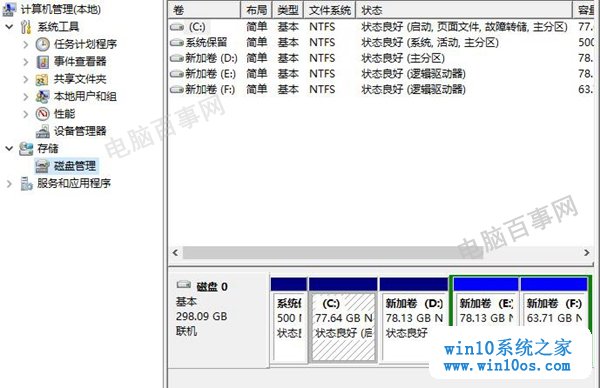 计算机管理(本地)
系统工具
任务计划程序
事件查看器
共享文件夹
本地用户和组
性能
设备管理器
存储
磁盘管理
服务和应用程序
卷 布局 类型 文件系统 状态 容量
(C:) 简单 基本 NTFS 状态良好 (启动, 页面文件, 故障转储, 主分区) 77.
系统保留 简单 基本 NTFS 状态良好 (系统, 活动, 主分区) 500
新加卷 (D:) 简单 基本 NTFS 状态良好 (主分区) 78.
新加卷 (E:) 简单 基本 NTFS 状态良好 (逻辑驱动器) 78.
新加卷 (F:) 简单 基本 NTFS 状态良好 (逻辑驱动器) 63.
电脑百事网
电脑百事网
磁盘 0
基本
298.09 GB
联机
系统
500 N
状态良
(C:)
77.64 GB N
状态良好 (启
新加卷 (D:)
78.13 GB N
状态良好
新加卷 (E:
78.13 GB N
新加卷 (F:)
63.71 GB N
win10系统之家
www.win10os.com